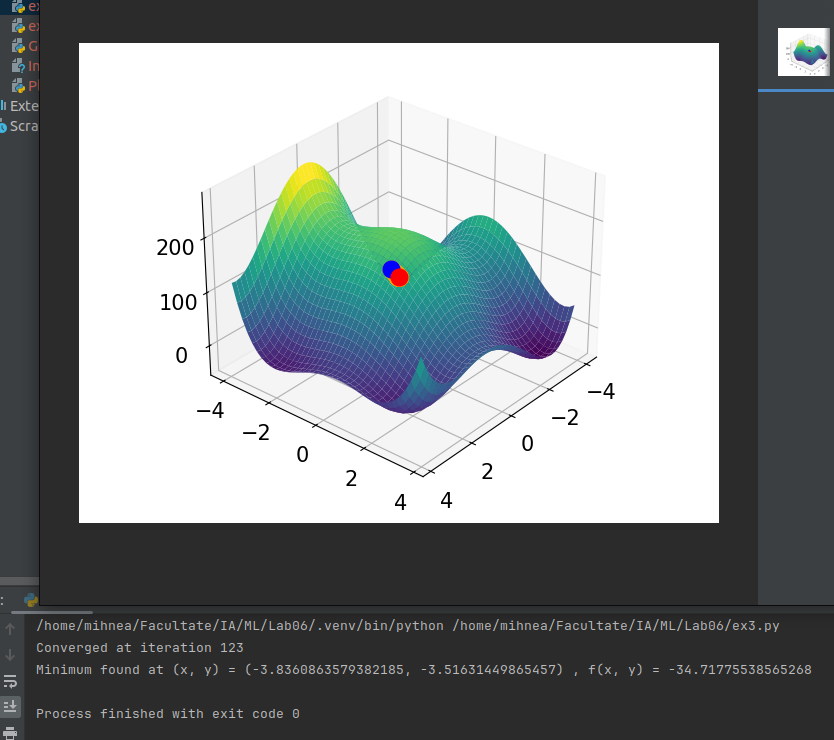 ex
ex
G
In
Pl
Exte
Scra
200
100
0
−4
−2
0
2
4
4
2
0
−2
−4
:
/home/mihnea/Facultate/IA/ML/Lab06/.venv/bin/python /home/mihnea/Facultate/IA/ML/Lab06/ex3.py
Converged at iteration 123
Minimum found at (x, y) = (-3.8360863579382185, -3.51631449865457) , f(x, y) = -34.71775538565268
Process finished with exit code 0